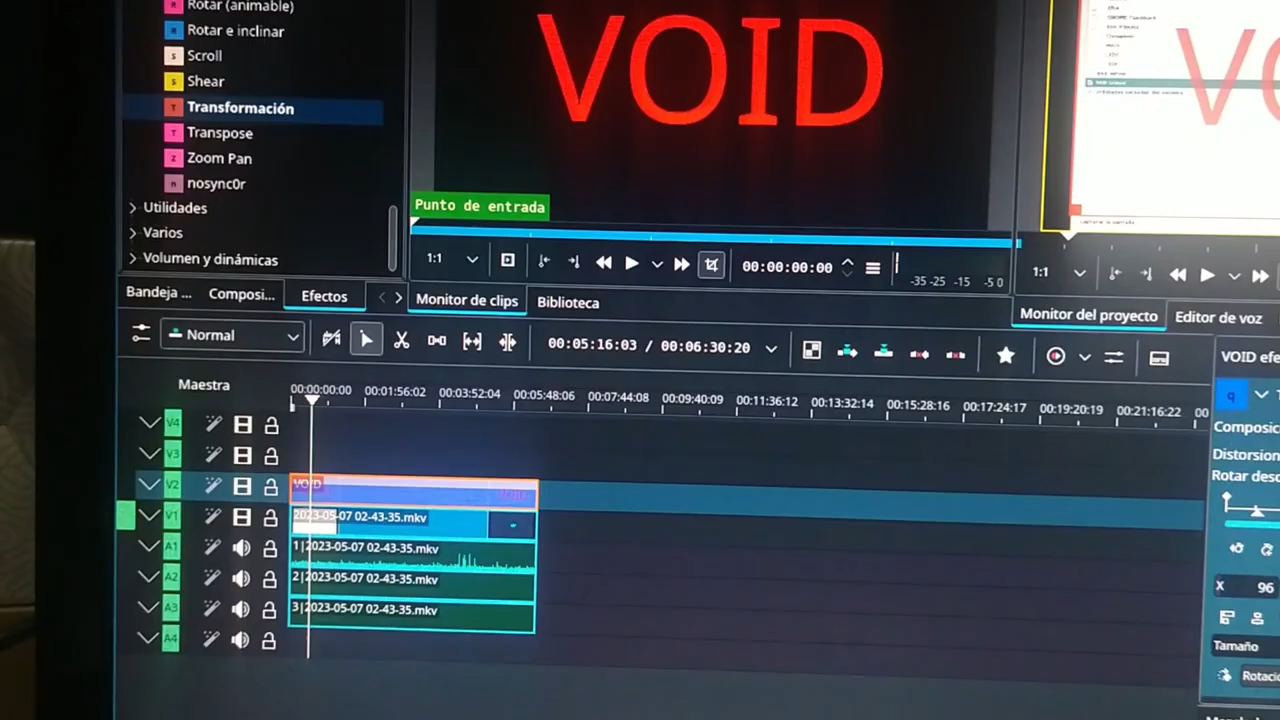 Rotar (animable)
Rotar e inclinar
S Scroll
S Shear
T Transformación
T Transpose
Z Zoom Pan
n nosync0r
Utilidades
Varios
Volumen y dinámicas
VOID
Punto de entrada
1:1
00:00:00:00
-35 -25 -15 -5 0
1:1
Bandeja ...
Composi...
Efectos
Monitor de clips
Biblioteca
Monitor del proyecto
Editor de voz
Normal
00:05:16:03 / 00:06:30:20
VOID efe
Maestra
00:00:00:00 00:01:56:02 00:03:52:04 00:05:48:06 00:07:44:08 00:09:40:09 00:11:36:12 00:13:32:14 00:15:28:16 00:17:24:17 00:19:20:19 00:21:16:22 00
q
Composic
Distorsion
Rotar desc
V4
V3
V2 VOID
V1 2023-05-07 02-43-35.mkv
A1 1|2023-05-07 02-43-35.mkv
A2 2|2023-05-07 02-43-35.mkv
A3 3|2023-05-07 02-43-35.mkv
A4
X 96
Tamaño
Rotació